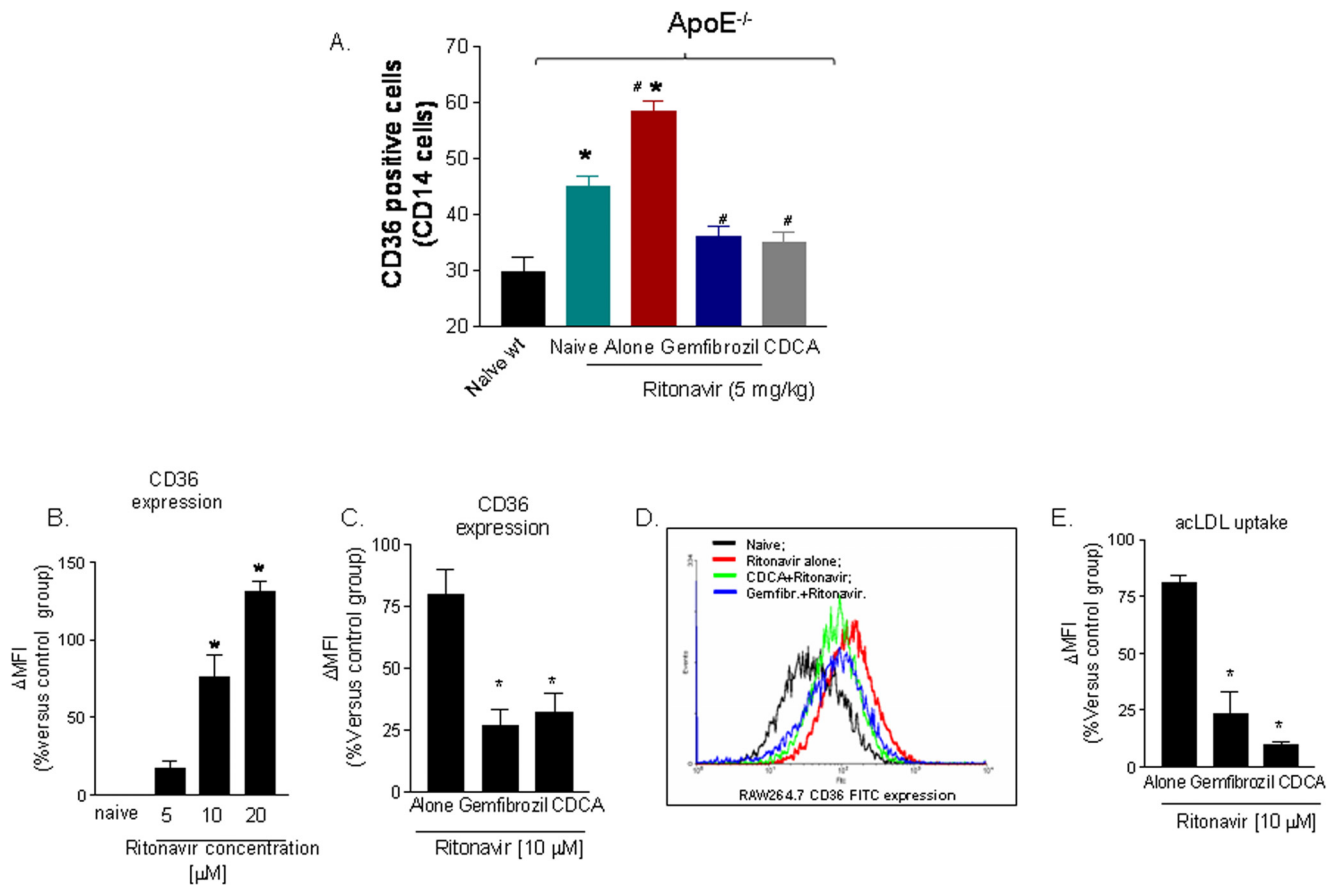 A.
ApoE-/-
CD36 positive cells
(CD14 cells)
70
60
50
40
30
20
*
# *
#
#
Naive wt
Naive Alone Gemfibrozil CDCA
Ritonavir (5 mg/kg)
B.
CD36
expression
ΔMFI
(%versus control group)
150
100
50
0
*
*
naive 5 10 20
Ritonavir concentration
[µM]
C.
CD36
expression
ΔMFI
(%Versus control group)
100
75
50
25
0
*
*
Alone Gemfibrozil CDCA
Ritonavir [10 µM]
D.
Naive;
Ritonavir alone;
CDCA+Ritonavir;
Gemfibr.+Ritonavir.
Events
0
RAW264.7 CD36 FITC expression
E.
acLDL uptake
ΔMFI
(%Versus control group)
100
75
50
25
0
*
*
Alone Gemfibrozil CDCA
Ritonavir [10 µM]